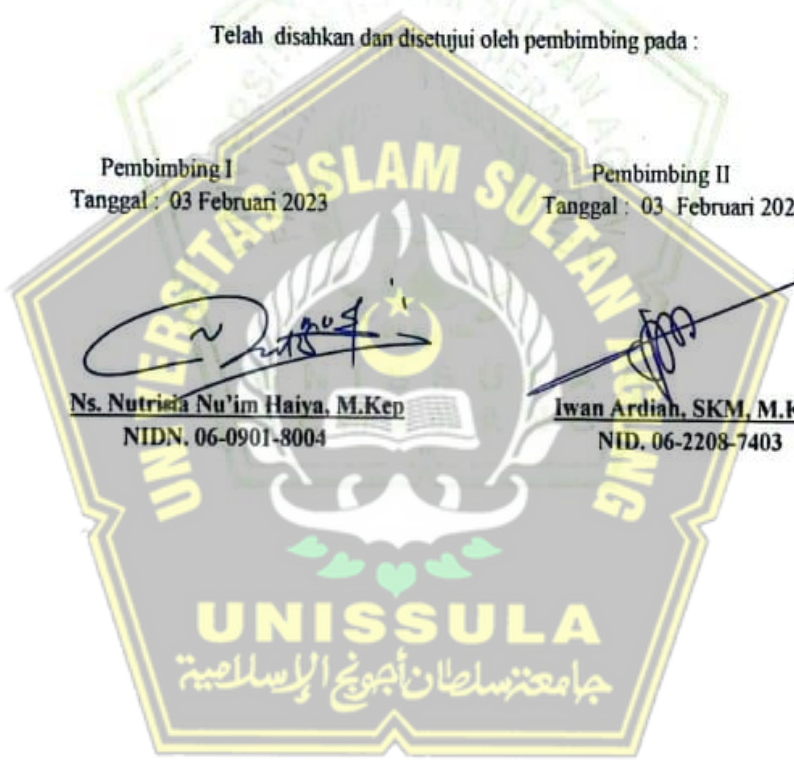 Telah disahkan dan disetujui oleh pembimbing pada :
Pembimbing I
Tanggal : 03 Februari 2023
Pembimbing II
Tanggal : 03 Februari 202
Ns. Nutrisia Nu'im Haiya, M.Kep
NIDN. 06-0901-8004
Iwan Ardian, SKM, M.K
NID. 06-2208-7403
UNIVERSITAS ISLAM SULTAN AGUNG
UNISSULA
جامعة سلطان أجونج الإسلامية